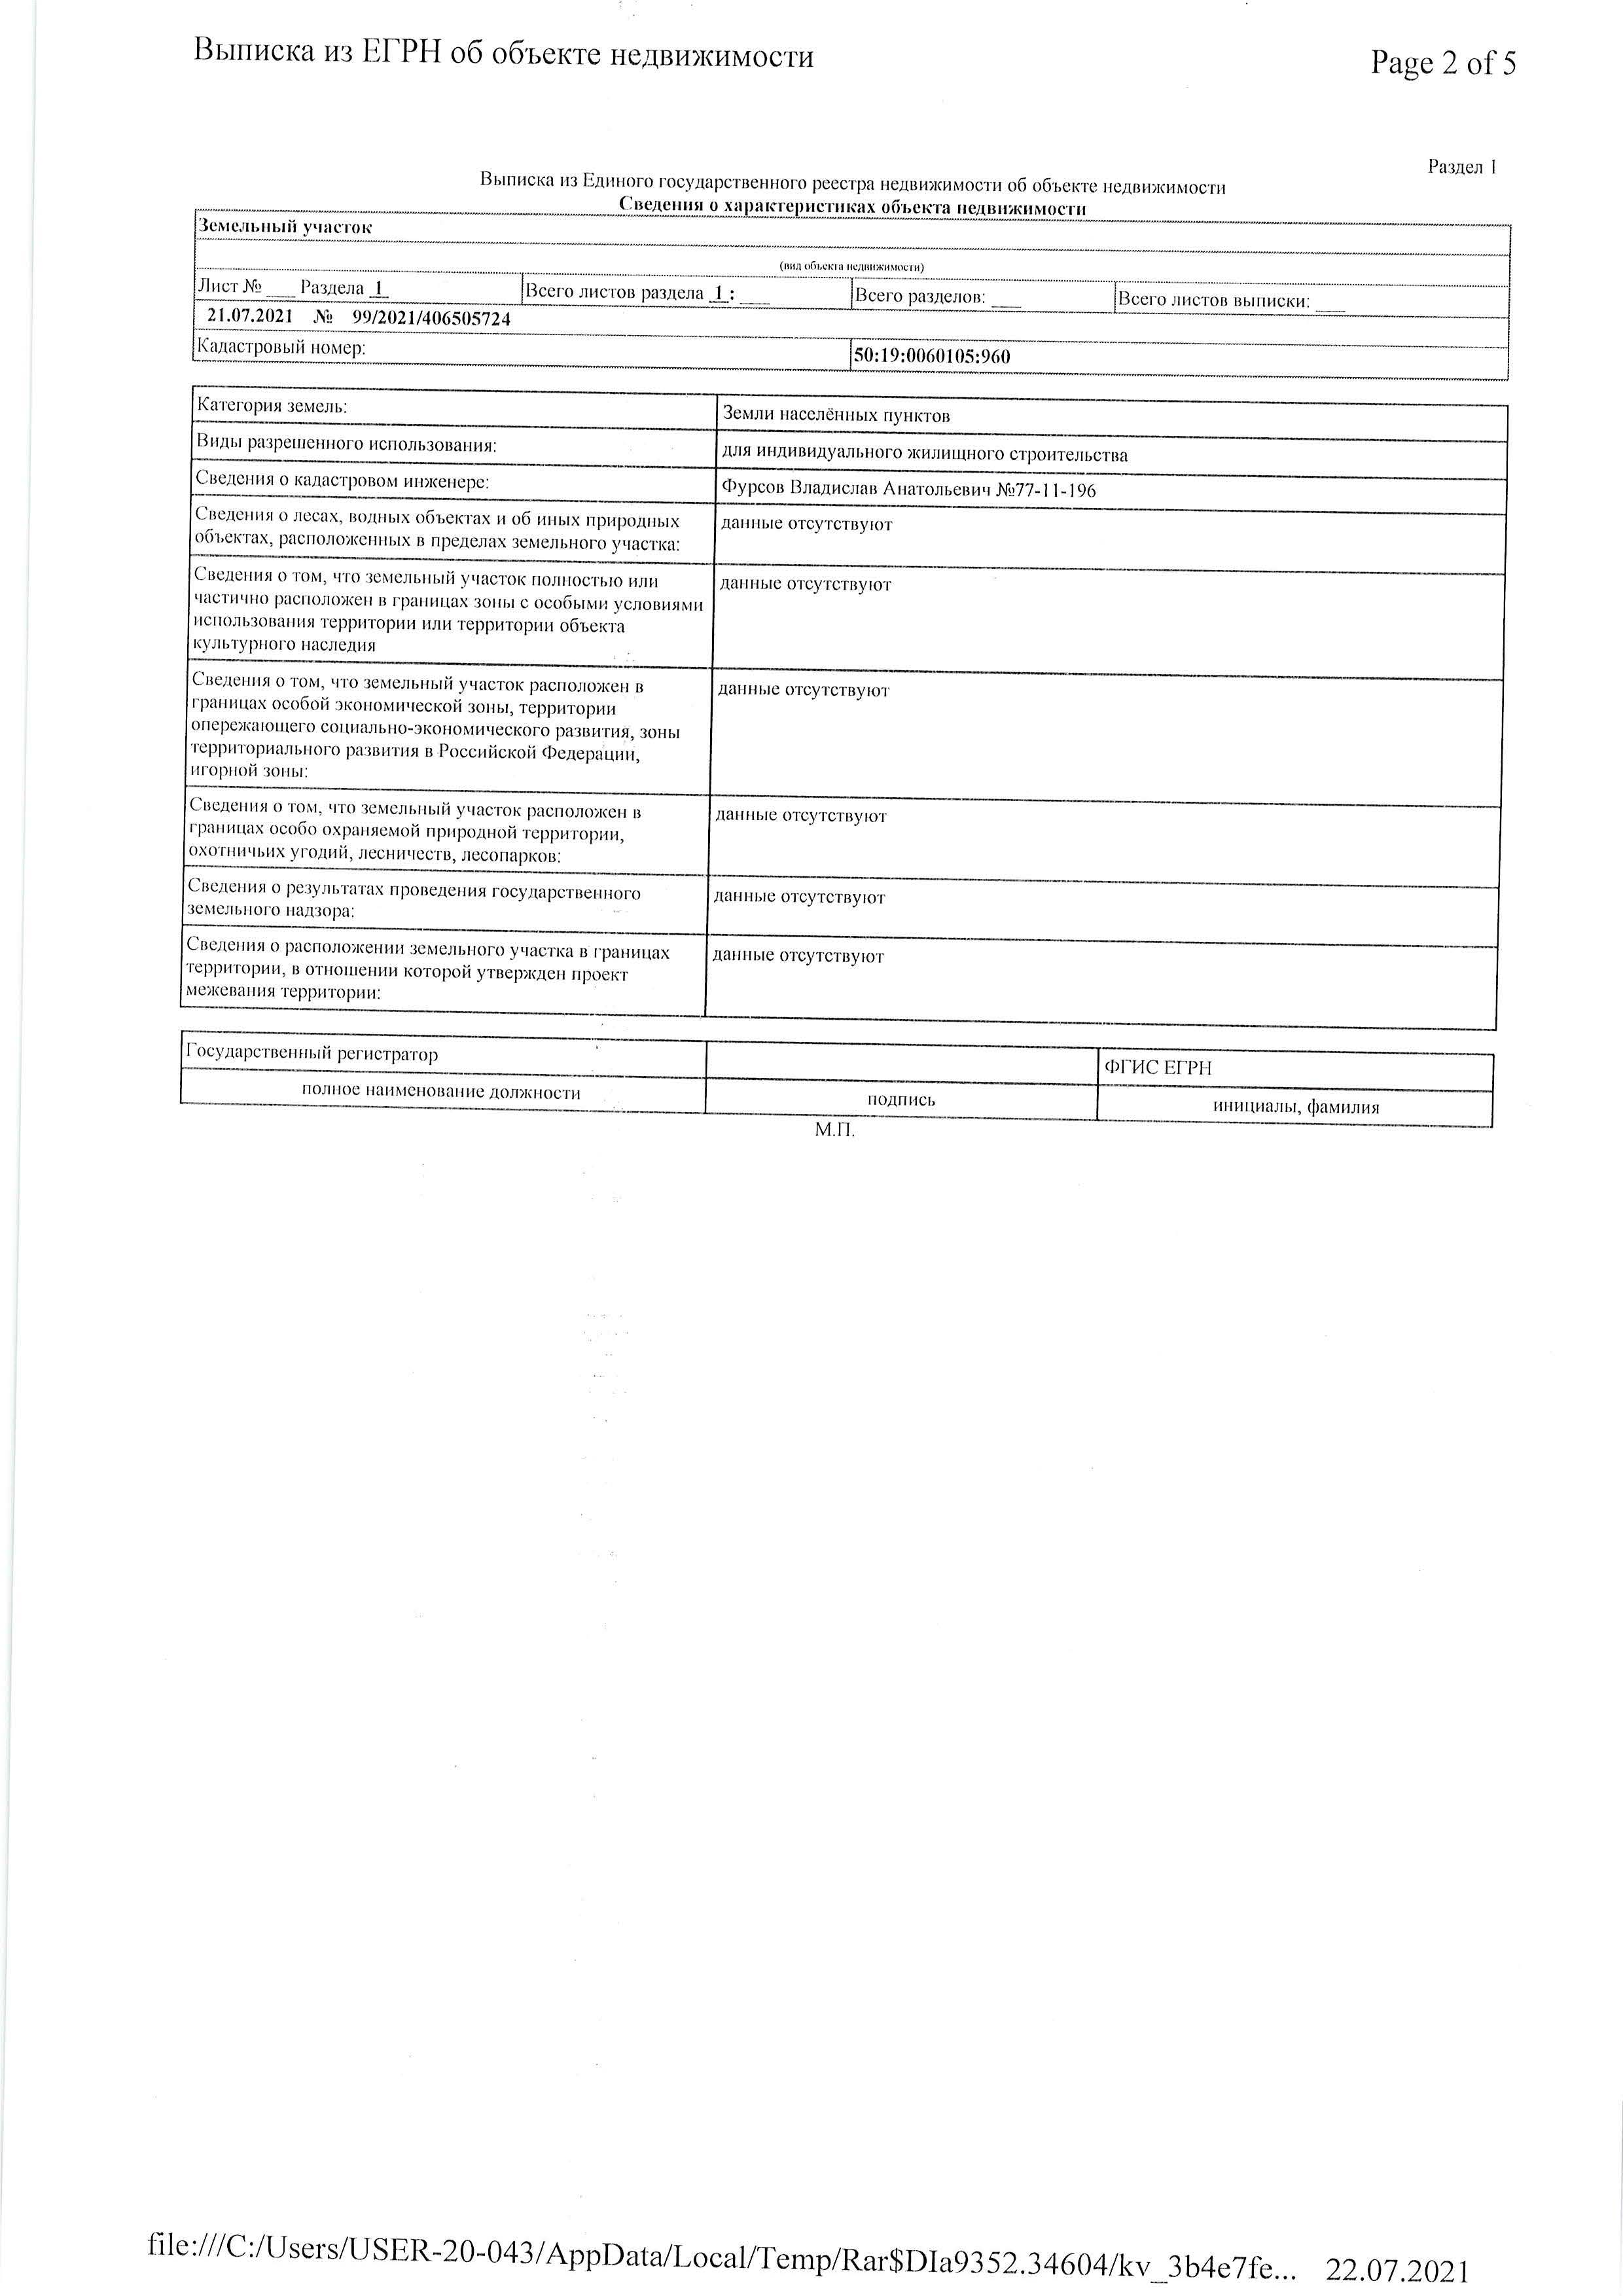 Выписка из ЕГРН об объекте недвижимости
Page 2 of 5
Раздел 1
Выписка из Единого государственного реестра недвижимости об объекте недвижимости
Сведения о характеристиках объекта недвижимости
Земельный участок
(вид объекта недвижимости)
Лист № ___ Раздела 1
Всего листов раздела 1 : ___
Всего разделов: ___
Всего листов выписки: ___
21.07.2021 № 99/2021/406505724
Кадастровый номер:
50:19:0060105:960
Категория земель:
Земли населённых пунктов
Виды разрешенного использования:
для индивидуального жилищного строительства
Сведения о кадастровом инженере:
Фурсов Владислав Анатольевич №77-11-196
Сведения о лесах, водных объектах и об иных природных
объектах, расположенных в пределах земельного участка:
данные отсутствуют
Сведения о том, что земельный участок полностью или
частично расположен в границах зоны с особыми условиями
использования территории или территории объекта
культурного наследия
данные отсутствуют
Сведения о том, что земельный участок расположен в
границах особой экономической зоны, территории
опережающего социально-экономического развития, зоны
территориального развития в Российской Федерации,
игорной зоны:
данные отсутствуют
Сведения о том, что земельный участок расположен в
границах особо охраняемой природной территории,
охотничьих угодий, лесничеств, лесопарков:
данные отсутствуют
Сведения о результатах проведения государственного
земельного надзора:
данные отсутствуют
Сведения о расположении земельного участка в границах
территории, в отношении которой утвержден проект
межевания территории:
данные отсутствуют
Государственный регистратор
ФГИС ЕГРН
полное наименование должности
подпись
инициалы, фамилия
М.П.
file:///C:/Users/USER-20-043/AppData/Local/Temp/Rar$DIa9352.34604/kv_3b4e7fe...
22.07.2021